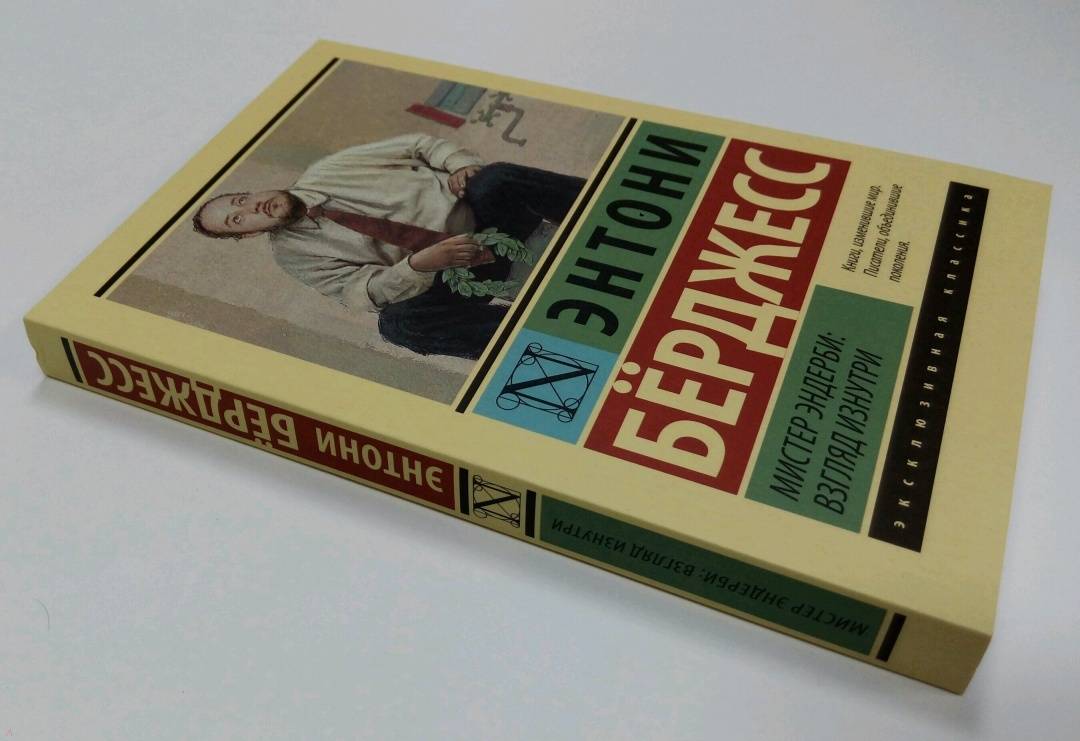 ЭНТОНИ
БЁРДЖЕСС
Книги, изменившие мир.
Писатели, объединившие
поколения.
МИСТЕР ЭНДЕРБИ:
ВЗГЛЯД ИЗНУТРИ
эксклюзивная классика
ЭНТОНИ БЁРДЖЕСС
N
МИСТЕР ЭНДЕРБИ: ВЗГЛЯД ИЗНУТРИ
N